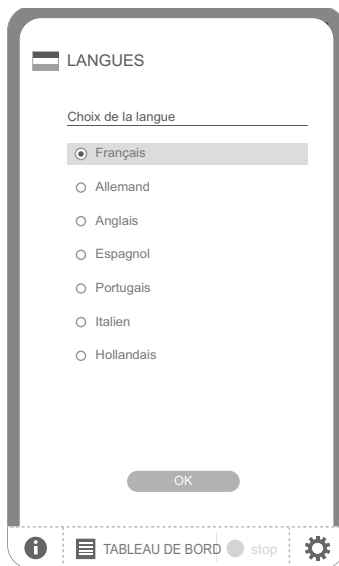 LANGUES
Choix de la langue
Français
Allemand
Anglais
Espagnol
Portugais
Italien
Hollandais
OK
i TABLEAU DE BORD stop